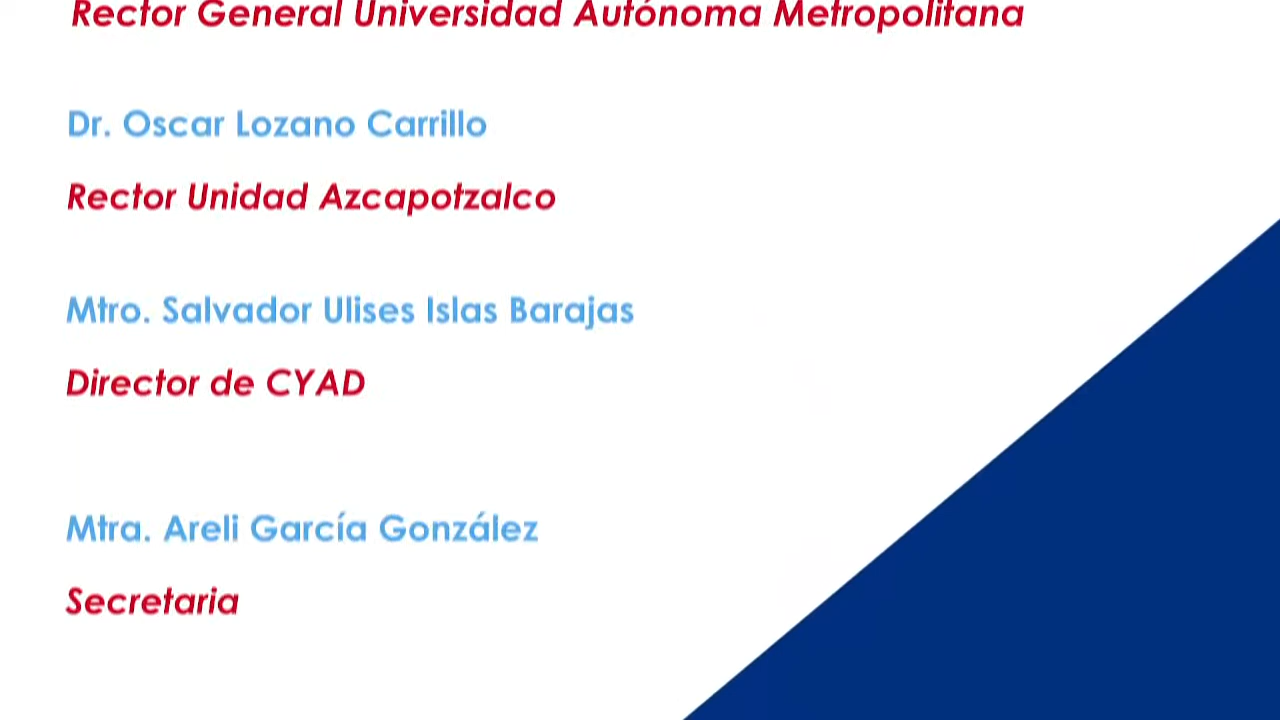 Rector General Universidad Autónoma Metropolitana
Dr. Oscar Lozano Carrillo
Rector Unidad Azcapotzalco
Mtro. Salvador Ulises Islas Barajas
Director de CYAD
Mtra. Areli García González
Secretaria